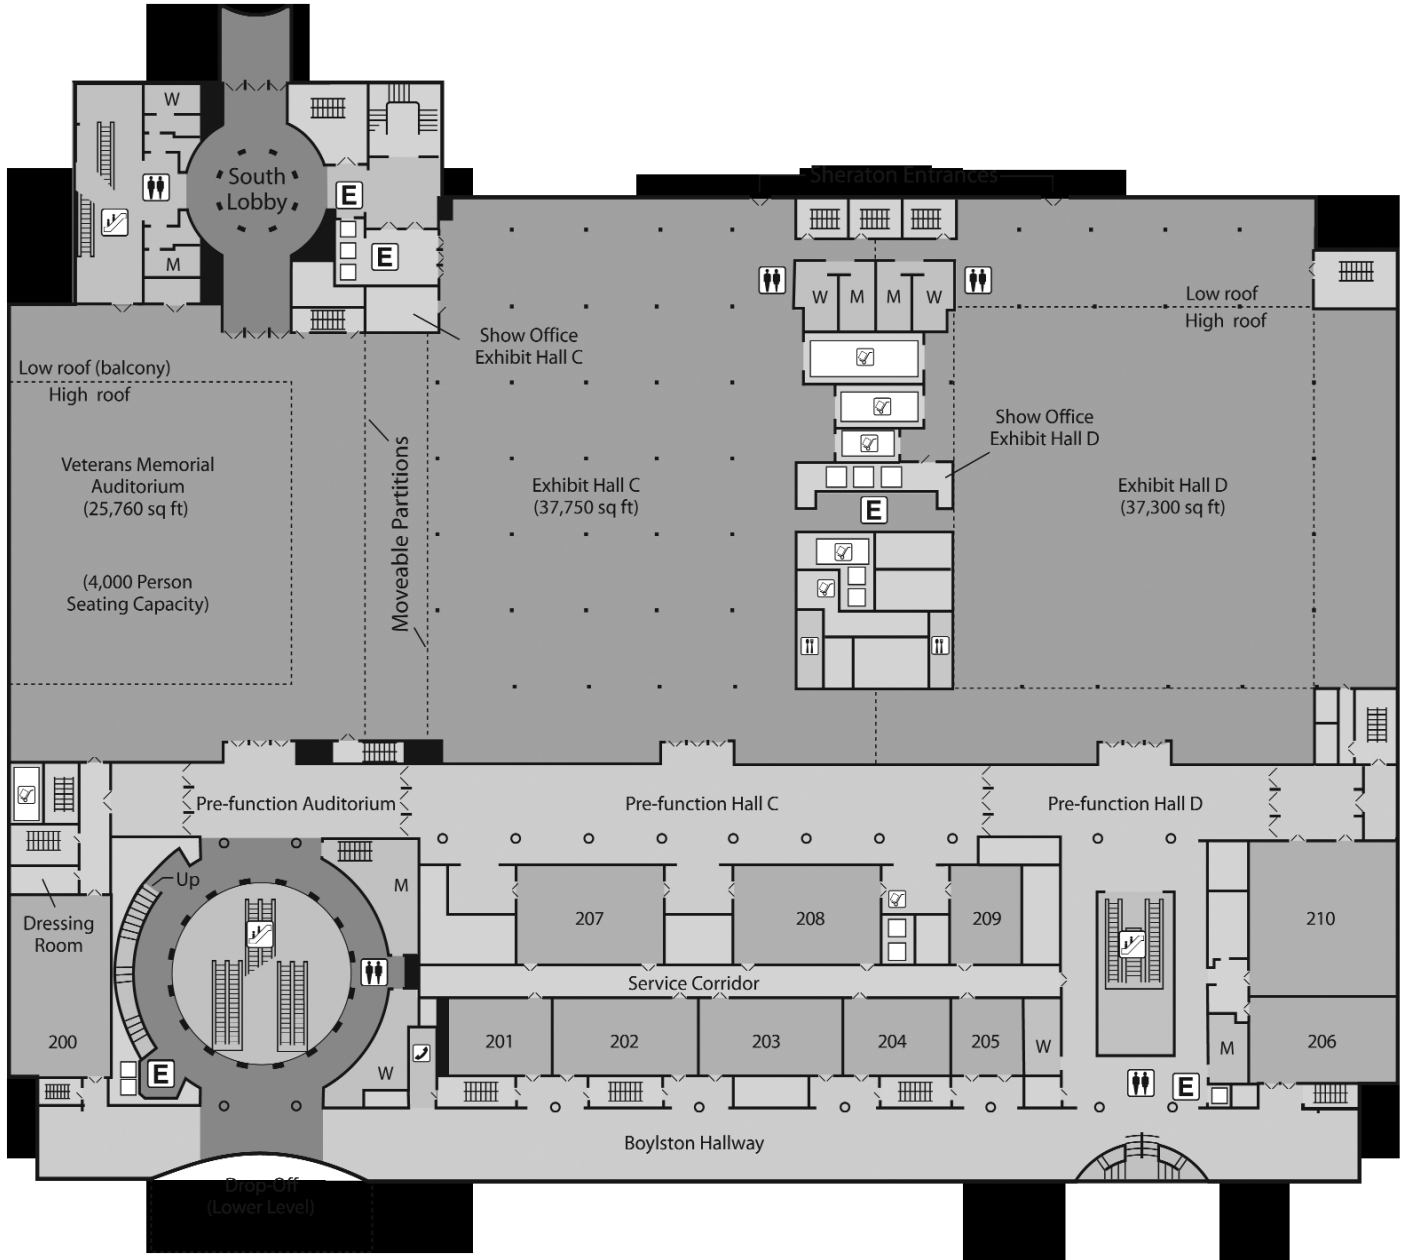 W
South
Lobby
E
M
E
Sheraton Entrances
W
M
M
W
Low roof
High roof
Show Office
Exhibit Hall C
Low roof (balcony)
High roof
Veterans Memorial
Auditorium
(25,760 sq ft)
(4,000 Person
Seating Capacity)
Moveable Partitions
Exhibit Hall C
(37,750 sq ft)
Show Office
Exhibit Hall D
E
Exhibit Hall D
(37,300 sq ft)
Pre-function Auditorium
Pre-function Hall C
Pre-function Hall D
Up
M
Dressing
Room
207
208
209
210
Service Corridor
200
E
W
201
202
203
204
205
W
M
206
E
Boylston Hallway
Drop-Off
(Lower Level)